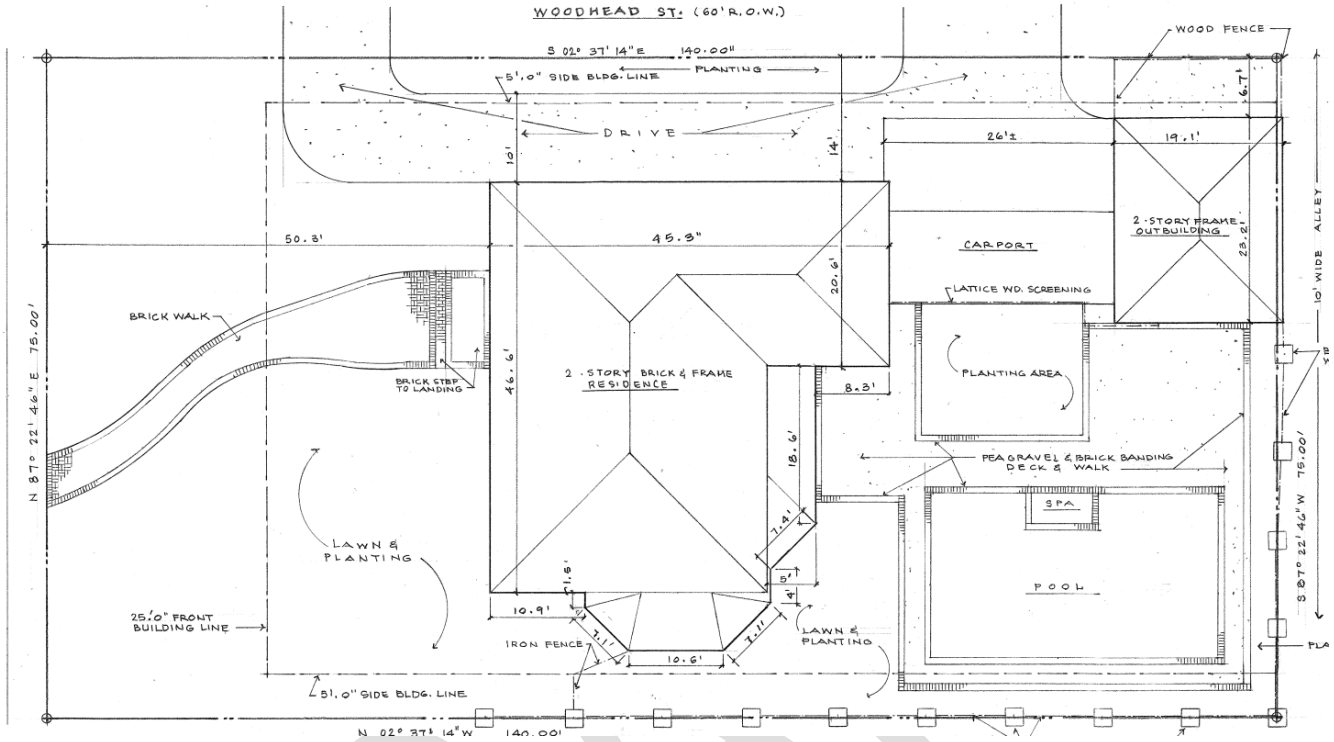 WOODHEAD ST. (60' R.O.W.)
WOOD FENCE
S 02° 37' 14" E 140.00"
PLANTING
5'.0" SIDE BLDG. LINE
6.7'
DRIVE
10'
14'
26'±
19.1'
10' WIDE ALLEY
2-STORY FRAME
OUTBUILDING
23.2'
50.3'
45.3"
CARPORT
20.6'
LATTICE WD. SCREENING
BRICK WALK
N 87° 22' 46" E 75.00'
BRICK STEP
TO LANDING
46.6'
2-STORY BRICK & FRAME
RESIDENCE
PLANTING AREA
8.3'
18.6'
PEA GRAVEL & BRICK BANDING
DECK & WALK
SPA
7.4'
LAWN &
PLANTING
POOL
S 87° 22' 46" W 75.00'
5'
4'
1.5'
10.9'
25'.0" FRONT
BUILDING LINE
7.1'
7.1'
LAWN &
PLANTING
IRON FENCE
10.6'
5'.0" SIDE BLDG. LINE
N 02° 37' 14" W 140.00'